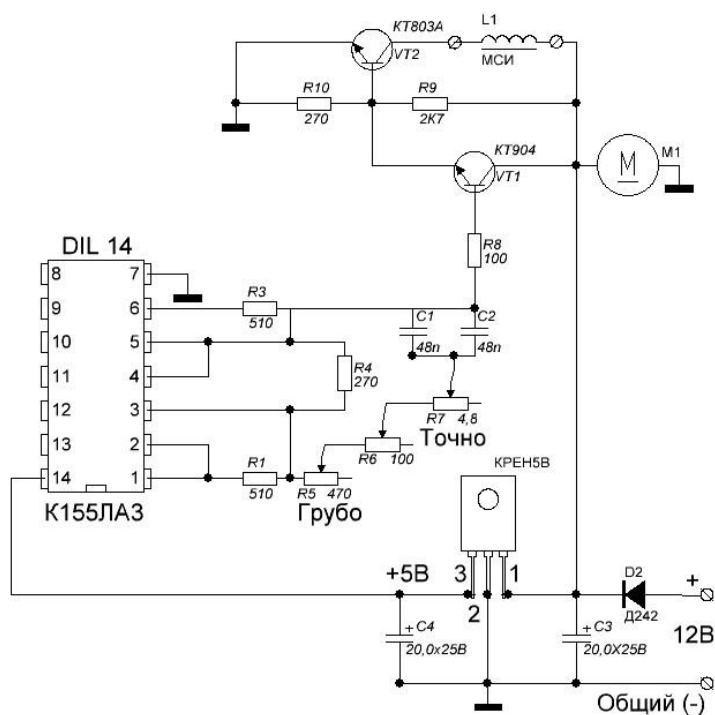 КТ803А
L1
VT2
МСИ
R10
270
R9
2К7
КТ904
M
M1
VT1
DIL 14
R8
100
8 7
9 6
R3
510
10 5
C1
C2
48n
48n
11 4
R4
270
12 3
R7
4,8
Точно
13 2
R6
100
14 1
R1
510
R5
470
Грубо
КРЕН5В
К155ЛА3
+5В
3
1
2
D2
+
Д242
12В
+ C4
20,0х25В
+ C3
20,0Х25В
Общий (-)